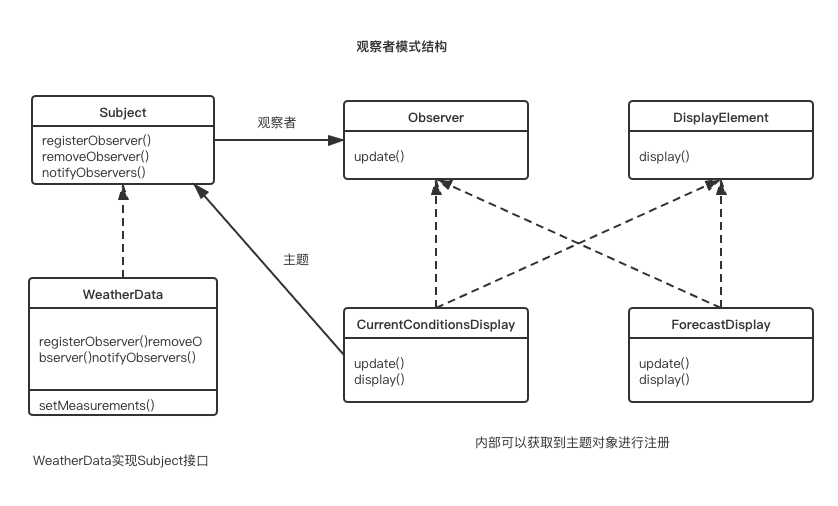 观察者模式结构
Subject
registerObserver()
removeObserver()
notifyObservers()
观察者
Observer
update()
DisplayElement
display()
主题
WeatherData
registerObserver()removeO
bserver()notifyObservers()
setMeasurements()
CurrentConditionsDisplay
update()
display()
ForecastDisplay
update()
display()
内部可以获取到主题对象进行注册
WeatherData实现Subject接口